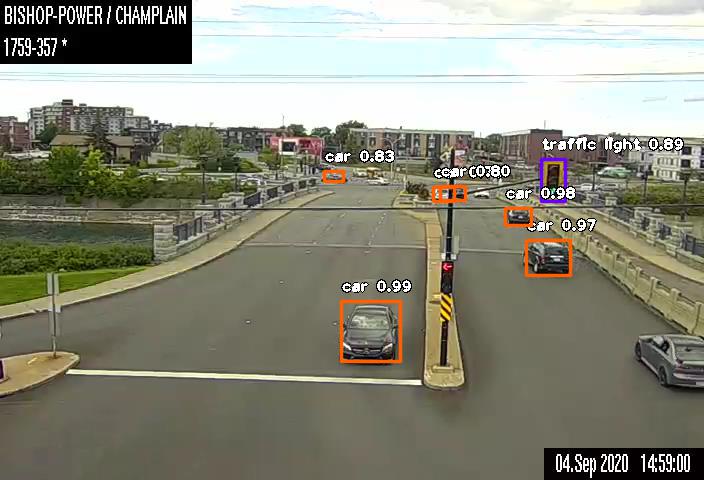 BISHOP-POWER / CHAMPLAIN
1759-357 *
traffic light 0.89
car 0.83
0.80
car 0.98
car 0.97
car 0.99
04.Sep 2020 14:59:00